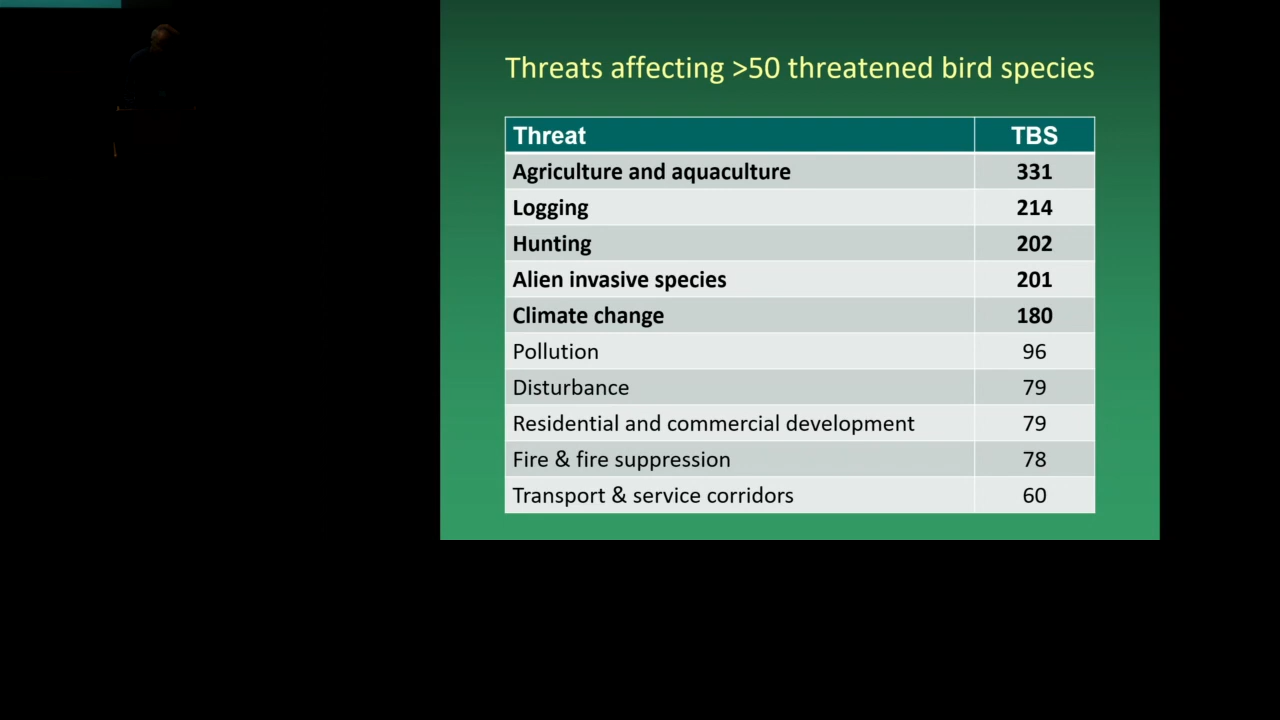 Threats affecting >50 threatened bird species
Threat TBS
Agriculture and aquaculture 331
Logging 214
Hunting 202
Alien invasive species 201
Climate change 180
Pollution 96
Disturbance 79
Residential and commercial development 79
Fire & fire suppression 78
Transport & service corridors 60